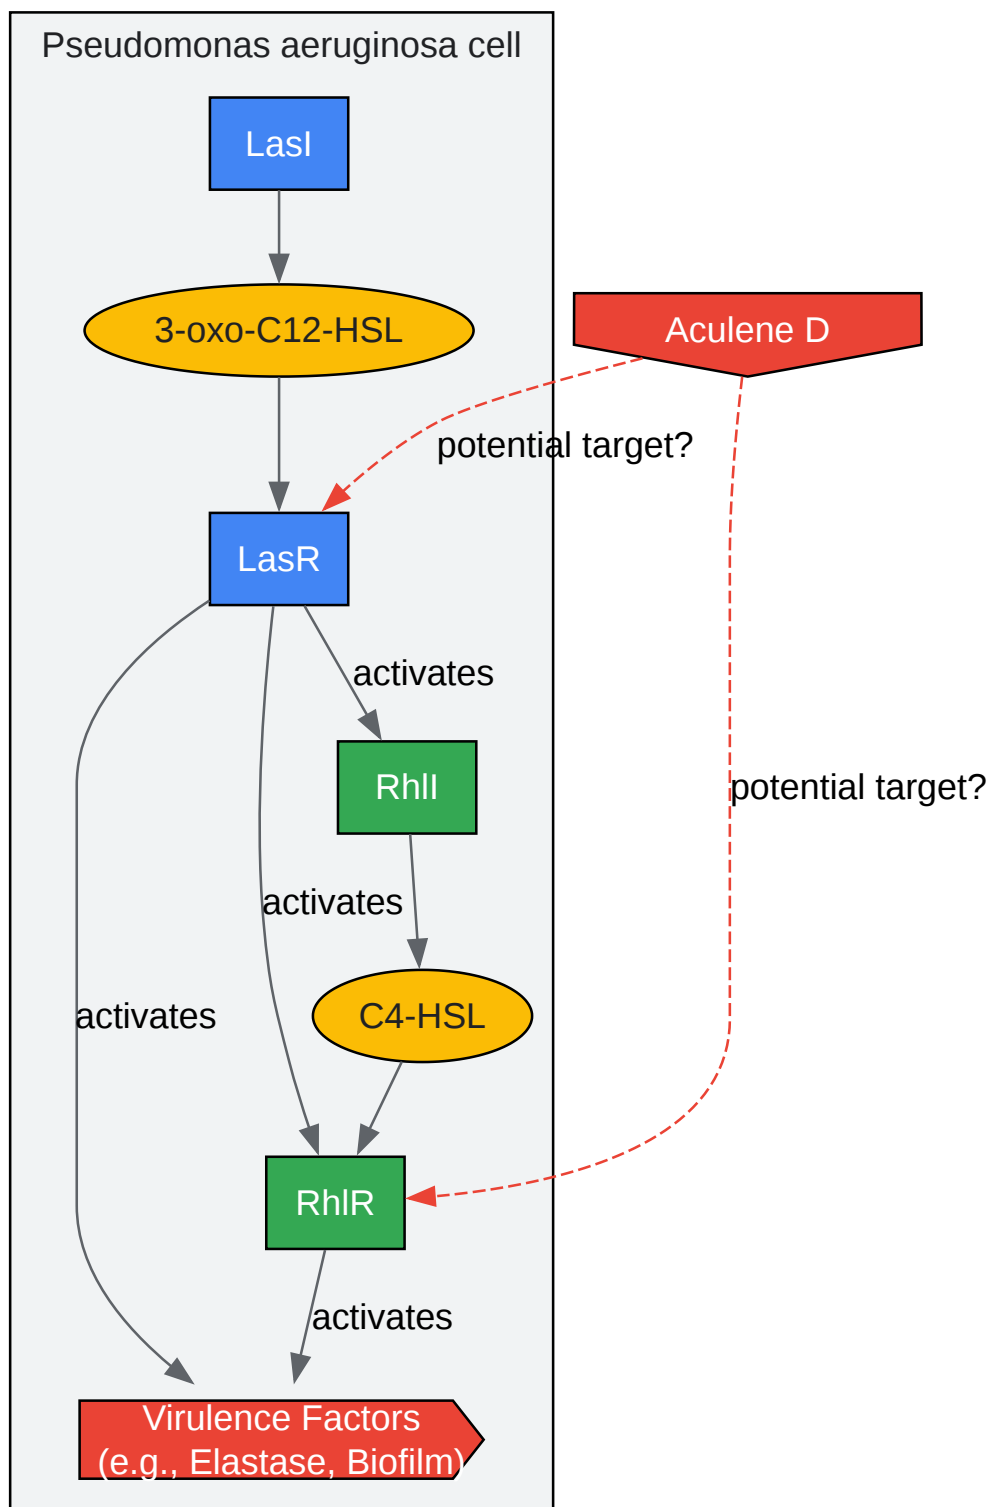 Pseudomonas aeruginosa cell
LasI
3-oxo-C12-HSL
Aculene D
potential target?
LasR
activates
RhlI
potential target?
activates
C4-HSL
activates
RhlR
activates
Virulence Factors
(e.g., Elastase, Biofilm)